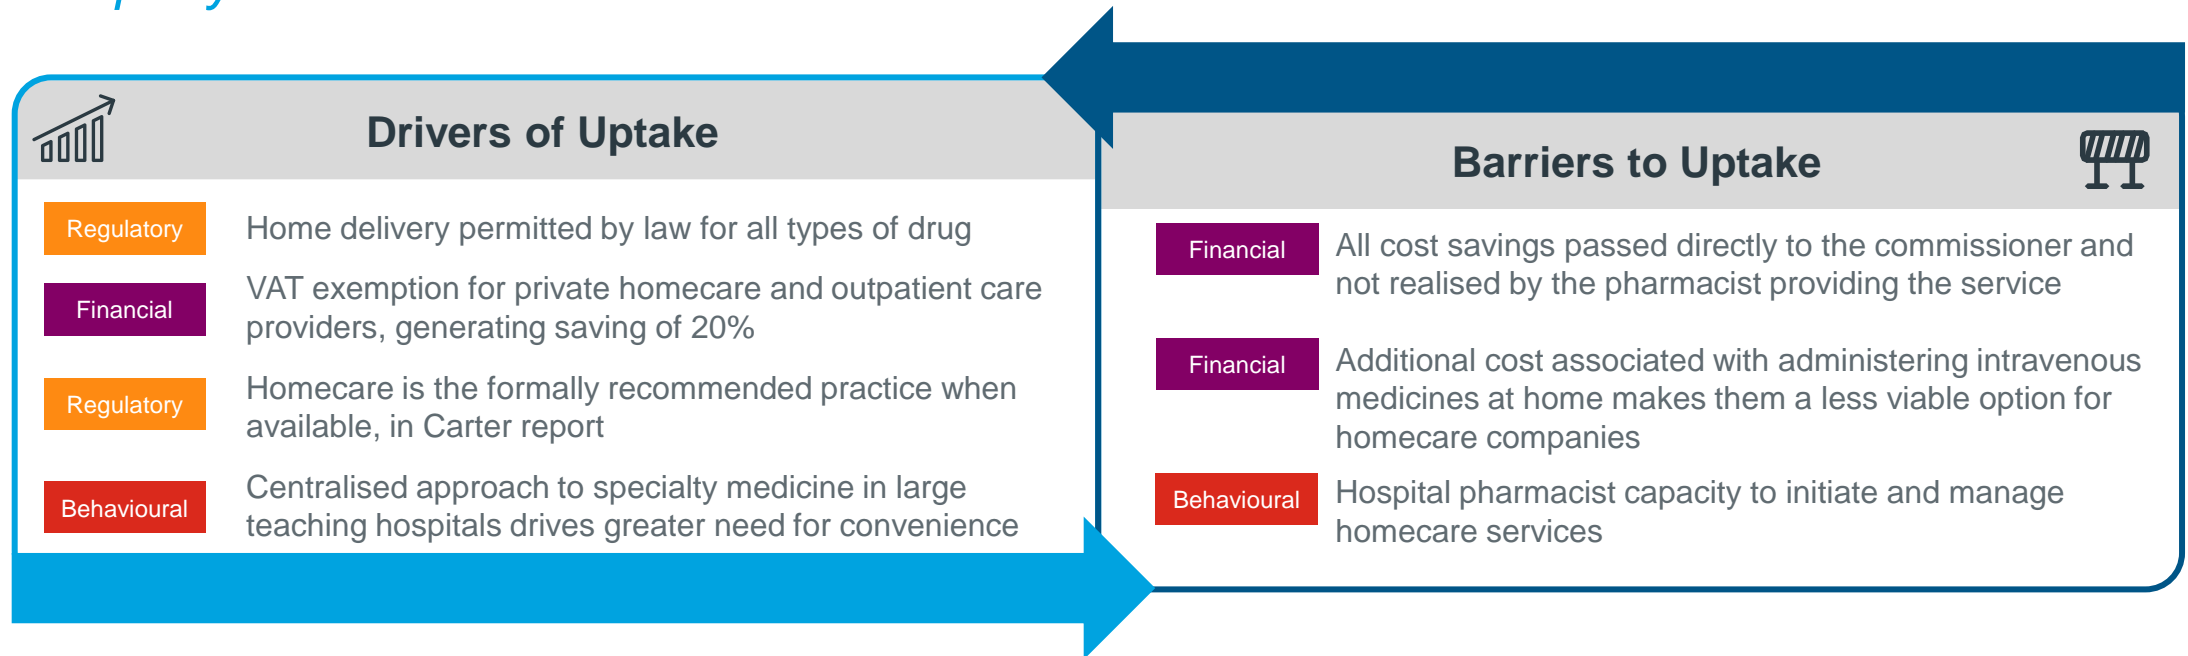 Drivers of Uptake
Regulatory
Home delivery permitted by law for all types of drug
Financial
VAT exemption for private homecare and outpatient care
providers, generating saving of 20%
Regulatory
Homecare is the formally recommended practice when
available, in Carter report
Behavioural
Centralised approach to specialty medicine in large
teaching hospitals drives greater need for convenience
Barriers to Uptake
Financial
All cost savings passed directly to the commissioner and
not realised by the pharmacist providing the service
Financial
Additional cost associated with administering intravenous
medicines at home makes them a less viable option for
homecare companies
Behavioural
Hospital pharmacist capacity to initiate and manage
homecare services